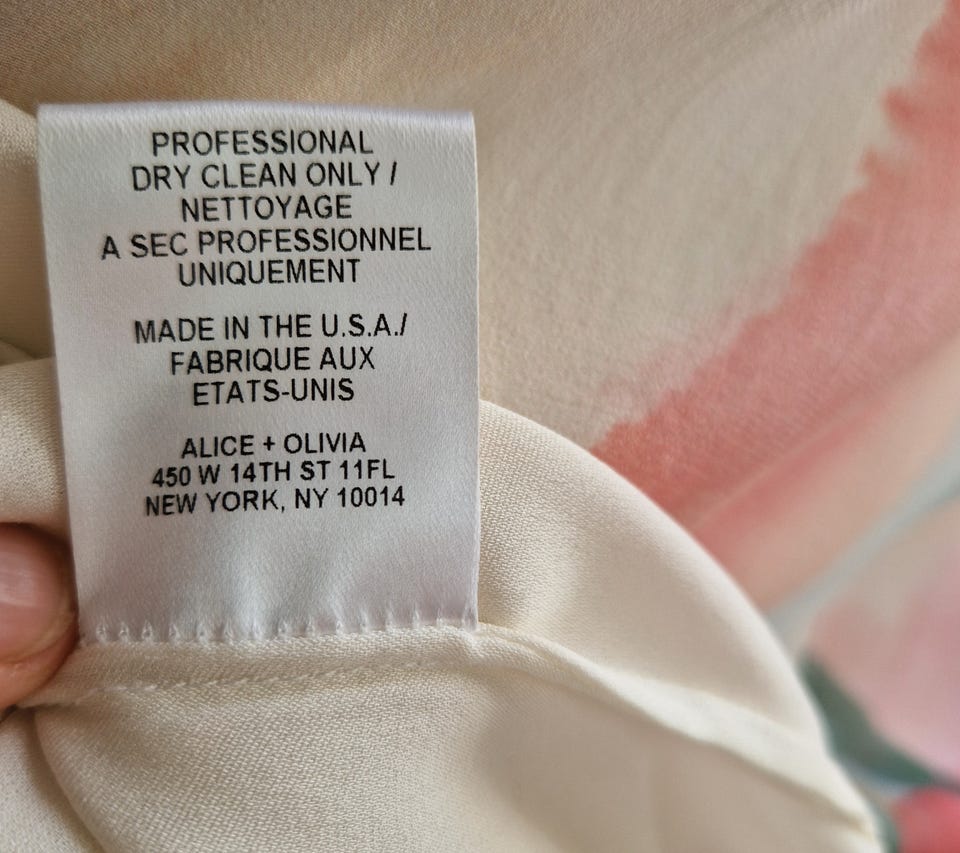 PROFESSIONAL
DRY CLEAN ONLY /
NETTOYAGE
A SEC PROFESSIONNEL
UNIQUEMENT
MADE IN THE U.S.A./
FABRIQUE AUX
ETATS-UNIS
ALICE + OLIVIA
450 W 14TH ST 11FL
NEW YORK, NY 10014